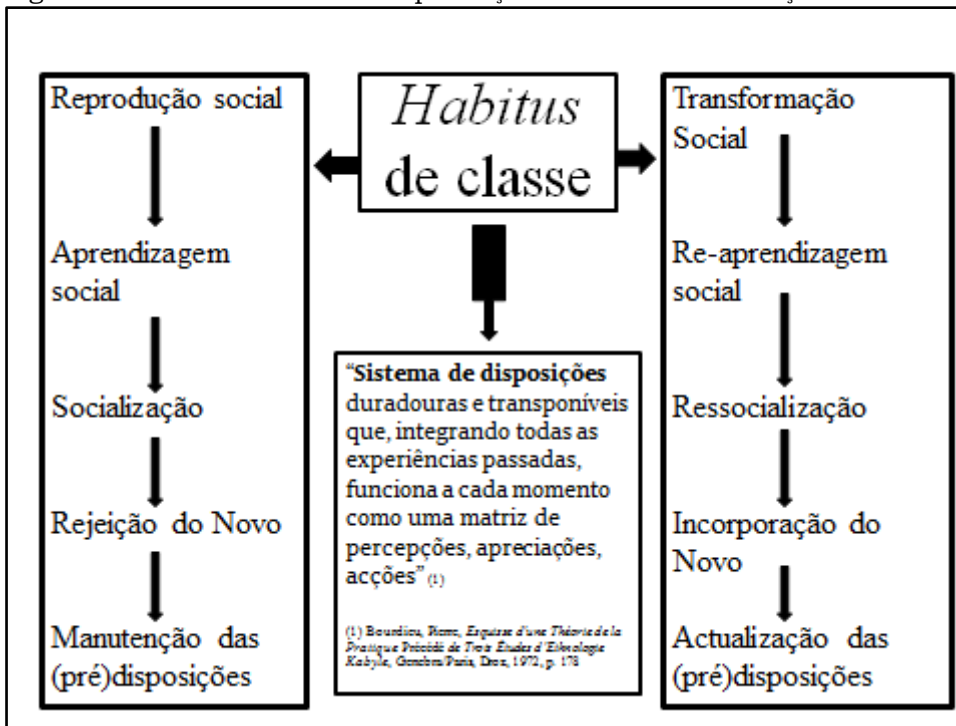 Reprodução social
Aprendizagem
social
Socialização
Rejeição do Novo
Manutenção das
(pré)disposições
Habitus
de classe
“Sistema de disposições
duradouras e transponíveis
que, integrando todas as
experiências passadas,
funciona a cada momento
como uma matriz de
percepções, apreciações,
acções” (1)
(1) Bourdieu, Pierre, Esquisse d'une Théorie de la
Pratique Précédé de Trois Études d'Ethnologie
Kabyle, Genebra/Paris, Droz, 1972, p. 178
Transformação
Social
Re-aprendizagem
social
Ressocialização
Incorporação do
Novo
Actualização das
(pré)disposições